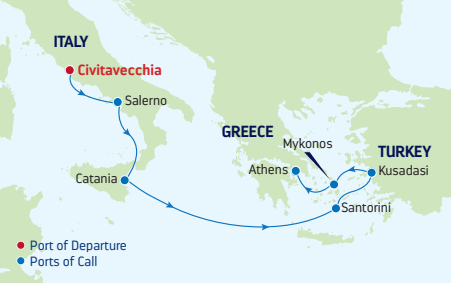 ITALY
Civitavecchia
Salerno
GREECE
Mykonos
TURKEY
Athens
Kusadasi
Catania
Santorini
Port of Departure
Ports of Call